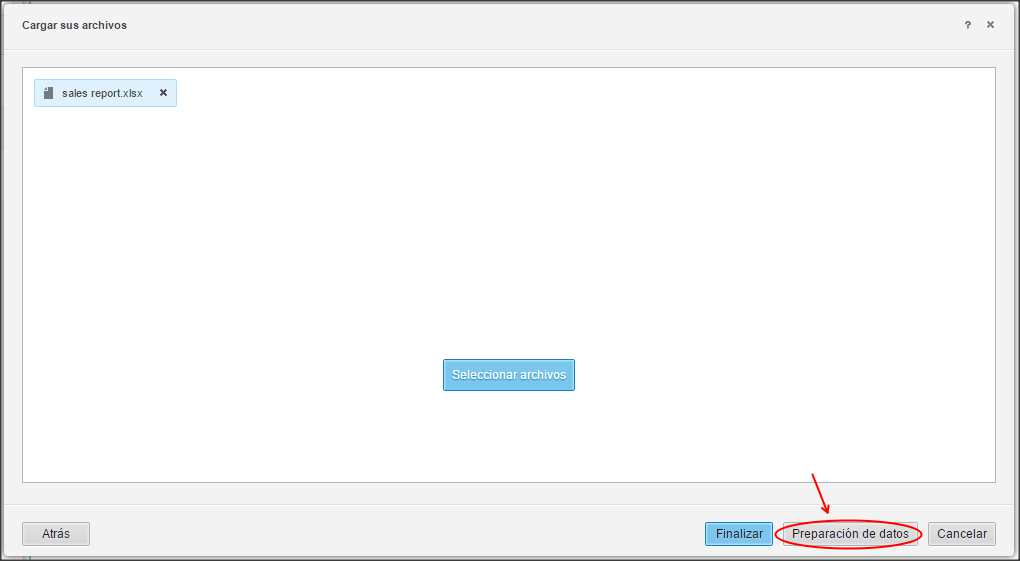 Cargar sus archivos ? ×
sales report.xlsx ×
Seleccionar archivos
Atrás Finalizar Preparación de datos Cancelar